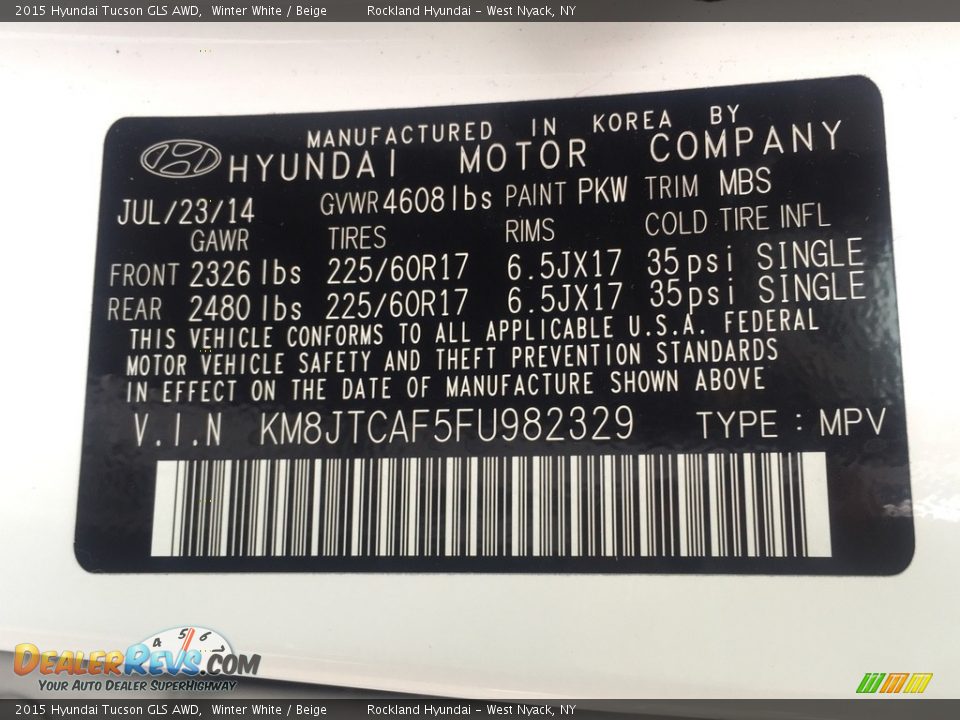 2015 Hyundai Tucson GLS AWD, Winter White / Beige Rockland Hyundai - West Nyack, NY
MANUFACTURED IN KOREA BY
HYUNDAI MOTOR COMPANY
JUL/23/14 GVWR 4608lbs PAINT PKW TRIM MBS
GAWR TIRES RIMS COLD TIRE INFL
FRONT 2326 lbs 225/60R17 6.5JX17 35psi SINGLE
REAR 2480 lbs 225/60R17 6.5JX17 35psi SINGLE
THIS VEHICLE CONFORMS TO ALL APPLICABLE U.S.A. FEDERAL
MOTOR VEHICLE SAFETY AND THEFT PREVENTION STANDARDS
IN EFFECT ON THE DATE OF MANUFACTURE SHOWN ABOVE
V.I.N KM8JTCAF5FU982329 TYPE : MPV
4 5 6
DEALERREVS.COM
YOUR AUTO DEALER SUPERHIGHWAY
2015 Hyundai Tucson GLS AWD, Winter White / Beige Rockland Hyundai - West Nyack, NY